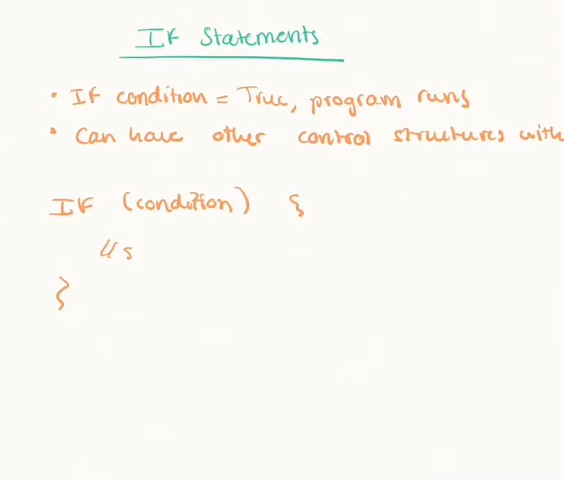 If Statements
• If condition = True, program runs
• Can have other control structures with
If (condition) {
// s
}